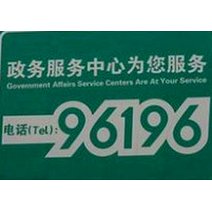 政务服务中心为您服务
Government Affairs Service Centers Are At Your Service
电话(Tel):96196